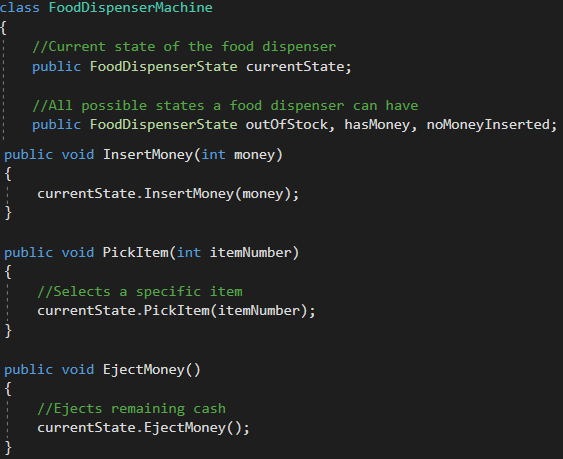 class FoodDispenserMachine
{
//Current state of the food dispenser
public FoodDispenserState currentState;
//All possible states a food dispenser can have
public FoodDispenserState outOfStock, hasMoney, noMoneyInserted;
public void InsertMoney(int money)
{
currentState.InsertMoney(money);
}
public void PickItem(int itemNumber)
{
//Selects a specific item
currentState.PickItem(itemNumber);
}
public void EjectMoney()
{
//Ejects remaining cash
currentState.EjectMoney();
}